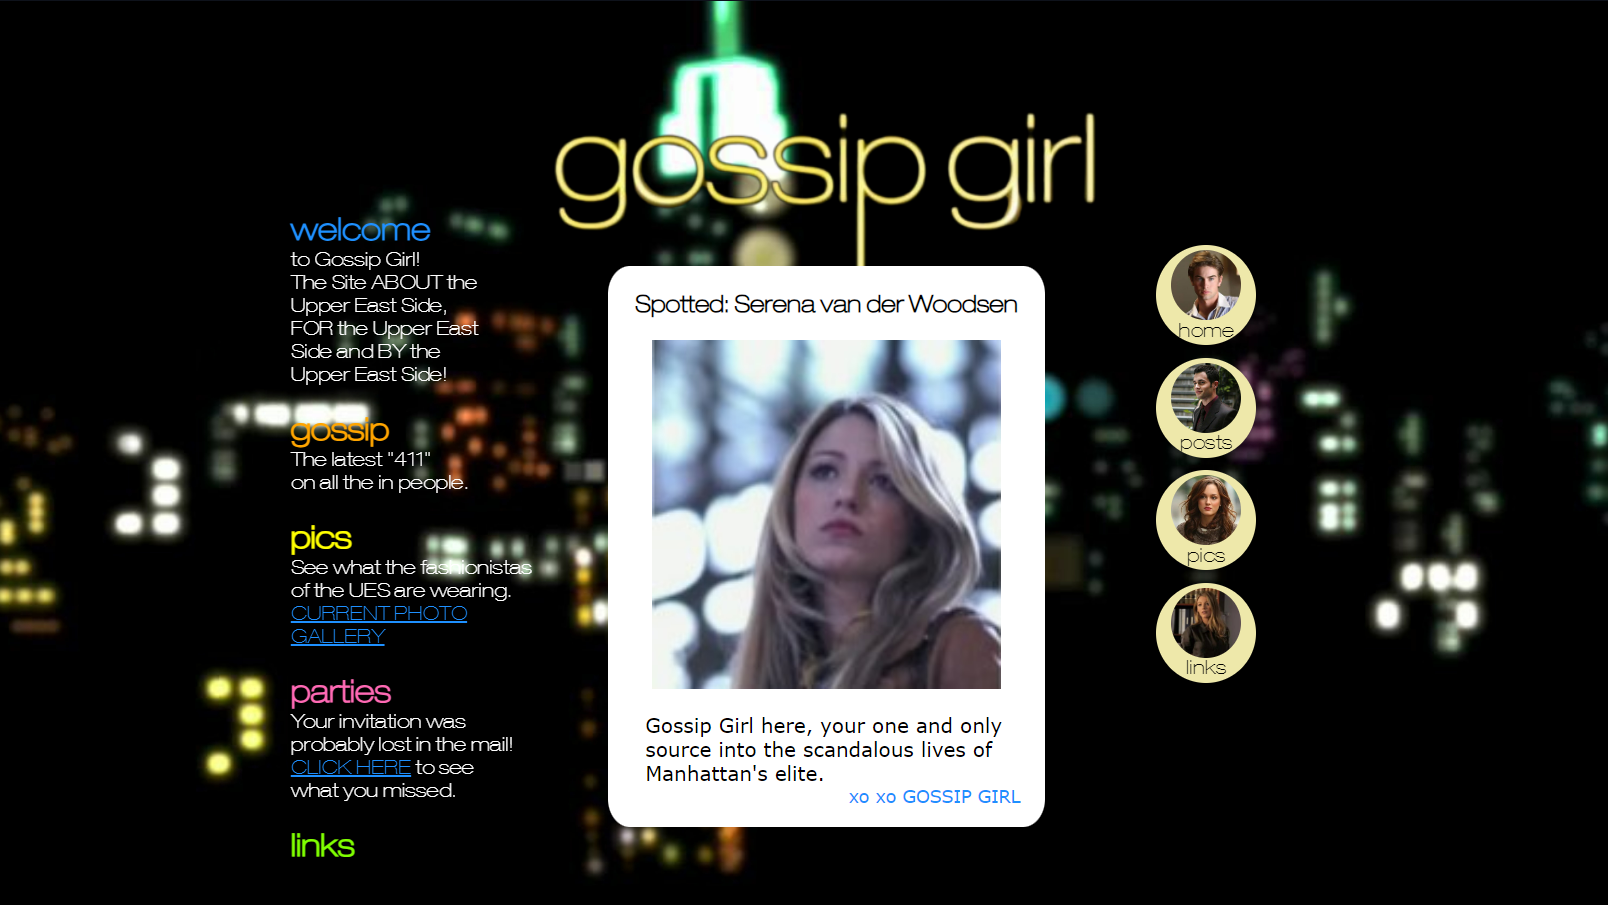 gossip girl
welcome
to Gossip Girl!
The Site ABOUT the
Upper East Side,
FOR the Upper East
Side and BY the
Upper East Side!
gossip
The latest "411"
on all the in people.
pics
See what the fashionistas
of the UES are wearing.
CURRENT PHOTO
GALLERY
parties
Your invitation was
probably lost in the mail!
CLICK HERE to see
what you missed.
links
Spotted: Serena van der Woodsen
Gossip Girl here, your one and only
source into the scandalous lives of
Manhattan's elite.
xo xo GOSSIP GIRL
home
posts
pics
links